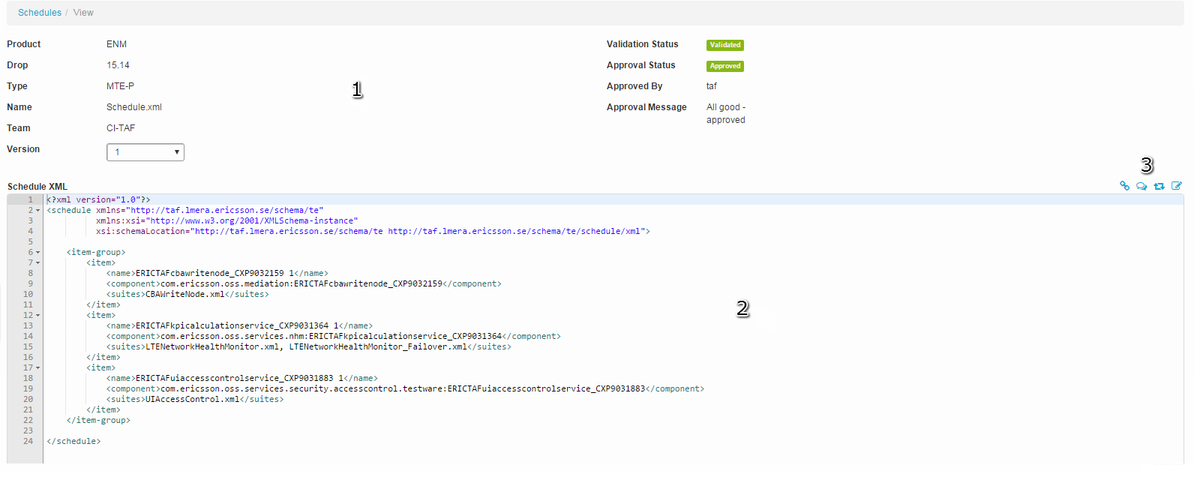 Schedules / View
Product ENM Validation Status Validated
Drop 15.14 Approval Status Approved
Type MTE-P 1 Approved By taf
Name Schedule.xml Approval Message All good -
approved
Team CI-TAF
Version 1
3
Schedule XML
1 <?xml version="1.0"?>
2 <schedule xmlns="http://taf.lmera.ericsson.se/schema/te"
3 xmlns:xsi="http://www.w3.org/2001/XMLSchema-instance"
4 xsi:schemaLocation="http://taf.lmera.ericsson.se/schema/te http://taf.lmera.ericsson.se/schema/te/schedule/xml">
5
6 <item-group>
7 <item>
8 <name>ERICTAFcbawritenode_CXP9032159 1</name>
9 <component>com.ericsson.oss.mediation:ERICTAFcbawritenode_CXP9032159</component>
10 <suites>CBAWriteNode.xml</suites>
11 </item>
2
12 <item>
13 <name>ERICTAFkpicalculationservice_CXP9031364 1</name>
14 <component>com.ericsson.oss.services.nhm:ERICTAFkpicalculationservice_CXP9031364</component>
15 <suites>LTENetworkHealthMonitor.xml, LTENetworkHealthMonitor_Failover.xml</suites>
16 </item>
17 <item>
18 <name>ERICTAFuiaccesscontrolservice_CXP9031883 1</name>
19 <component>com.ericsson.oss.services.security.accesscontrol.testware:ERICTAFuiaccesscontrolservice_CXP9031883</component>
20 <suites>UIAccessControl.xml</suites>
21 </item>
22 </item-group>
23
24 </schedule>